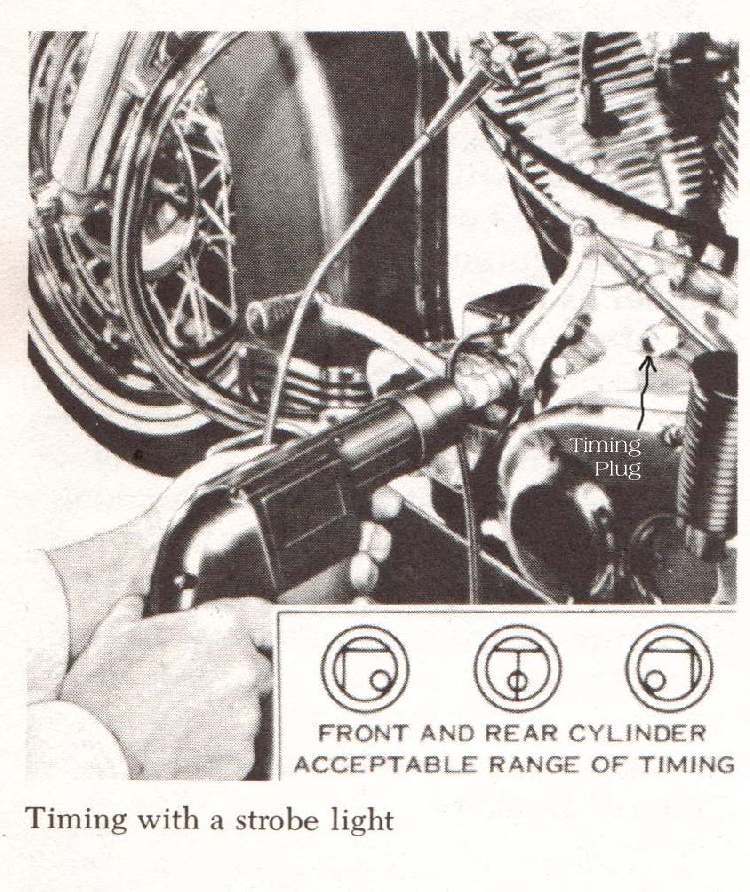 Timing
Plug
FRONT AND REAR CYLINDER
ACCEPTABLE RANGE OF TIMING
Timing with a strobe light